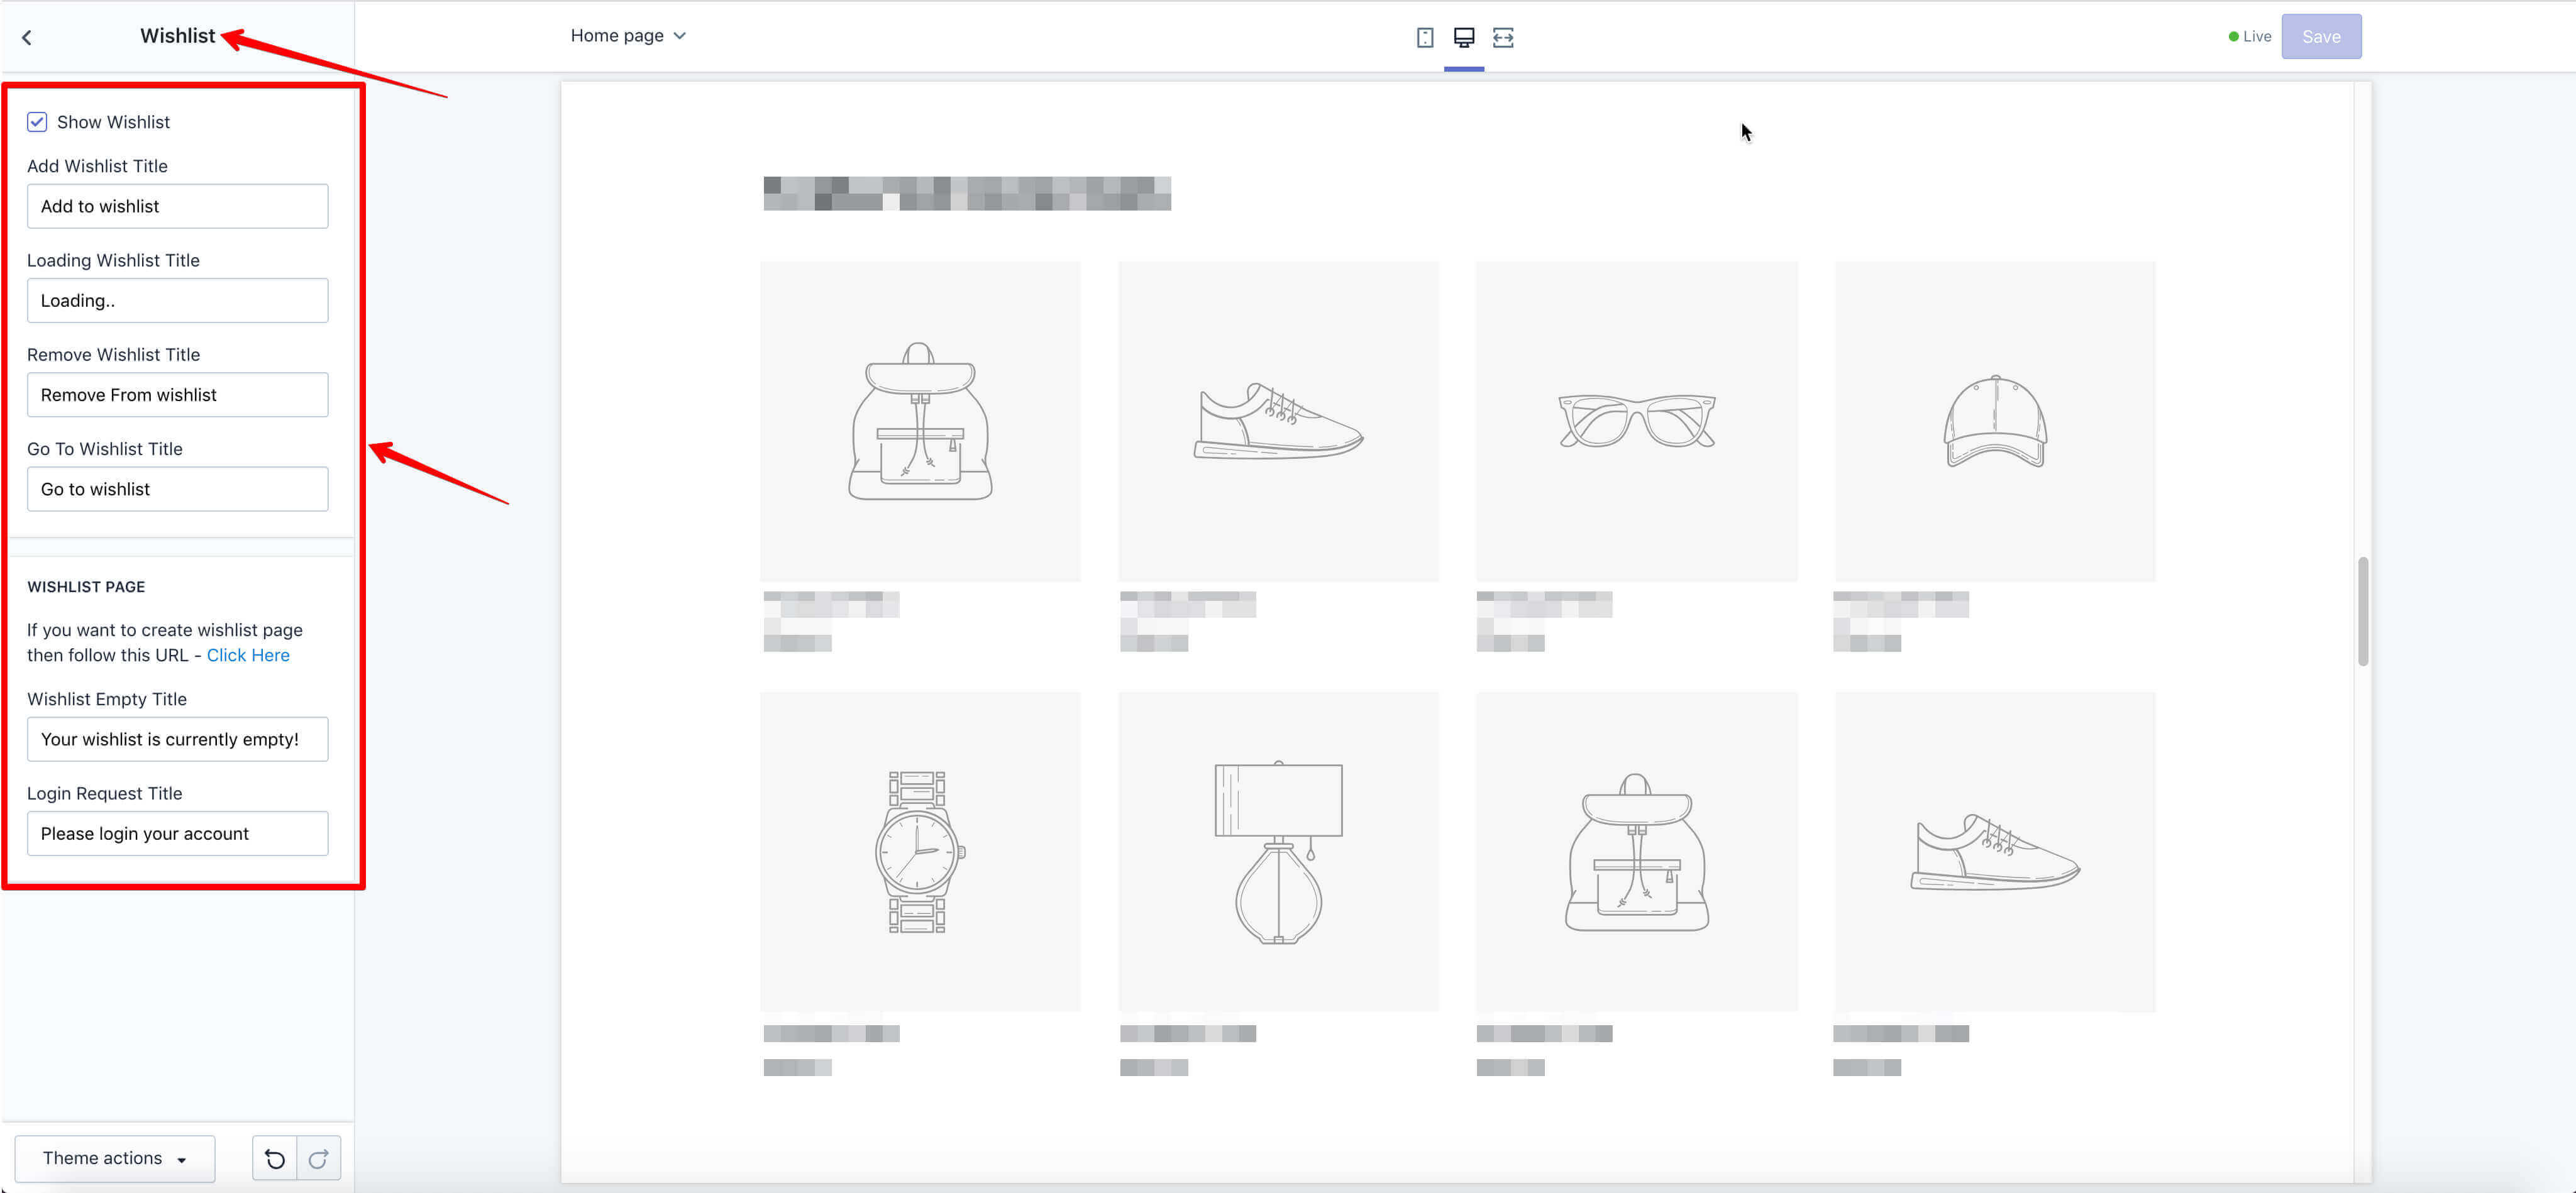 Wishlist
Home page
Live
Save
Show Wishlist
Add Wishlist Title
Add to wishlist
Loading Wishlist Title
Loading..
Remove Wishlist Title
Remove From wishlist
Go To Wishlist Title
Go to wishlist
WISHLIST PAGE
If you want to create wishlist page
then follow this URL - Click Here
Wishlist Empty Title
Your wishlist is currently empty!
Login Request Title
Please login your account
Theme actions